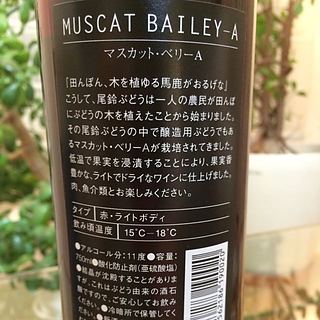 MUSCAT BAILEY-A
マスカット・ベリーA
「田んぼん、木を植ゆる馬鹿がおるげな」
こうして、尾鈴ぶどうは一人の農民が田んぼ
にぶどうの木を植えたことから始まりました。
その尾鈴ぶどうの中で醸造用ぶどうでもあ
るマスカット・ベリーAが栽培されてきました。
低温で果実を浸漬することにより、果実香
豊かな、ライトでドライなワインに仕上げました。
肉、魚介類とお楽しみください。
タイプ 赤・ライトボディ
飲み頃温度 15℃―18℃
●アルコール分:11度●容量:
750ml●酸化防止剤(亜硫酸塩)
●結晶が沈殿することがありま
すが、これはぶどう由来の酒石
ですので、ご安心してお飲み
●冷暗所で保管してく